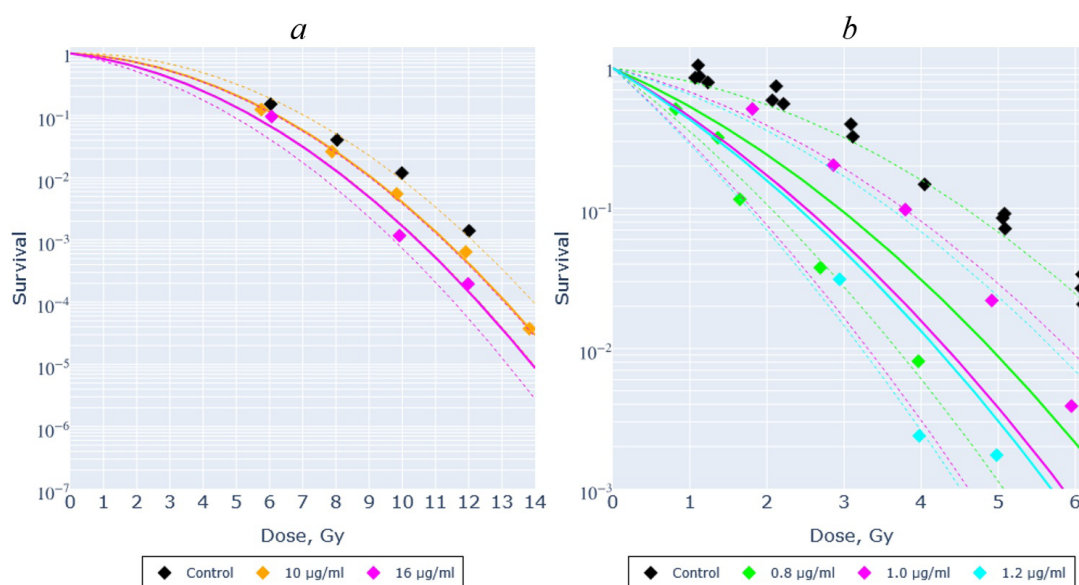 a
b
1
10⁻¹
10⁻²
10⁻³
10⁻⁴
10⁻⁵
10⁻⁶
10⁻⁷
Survival
0 1 2 3 4 5 6 7 8 9 10 11 12 13 14
Dose, Gy
Control 10 μg/ml 16 μg/ml
1
10⁻¹
10⁻²
10⁻³
Survival
0 1 2 3 4 5 6
Dose, Gy
Control 0.8 μg/ml 1.0 μg/ml 1.2 μg/ml